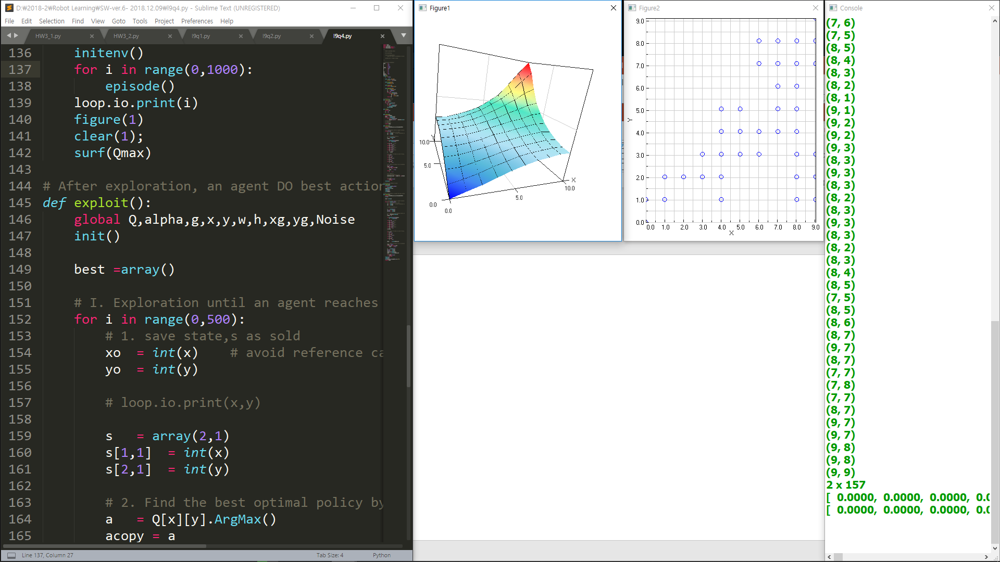 D:₩2018-2₩Robot Learning₩SW-ver.6- 2018.12.09₩l9q4.py - Sublime Text (UNREGISTERED)
File Edit Selection Find View Goto Tools Project Preferences Help
HW3_1.py HW3_2.py l9q1.py l9q2.py l9q4.py
136 initenv()
137 for i in range(0,1000):
138 episode()
139 loop.io.print(i)
140 figure(1)
141 clear(1);
142 surf(Qmax)
143
144 # After exploration, an agent DO best action
145 def exploit():
146 global Q,alpha,g,x,y,w,h,xg,yg,Noise
147 init()
148
149 best =array()
150
151 # I. Exploration until an agent reaches
152 for i in range(0,500):
153 # 1. save state,s as sold
154 xo = int(x) # avoid reference ca
155 yo = int(y)
156
157 # loop.io.print(x,y)
158
159 s = array(2,1)
160 s[1,1] = int(x)
161 s[2,1] = int(y)
162
163 # 2. Find the best optimal policy by
164 a = Q[x][y].ArgMax()
165 acopy = a
Line 137, Column 27 Tab Size: 4 Python
Figure1
Y
10.0
5.0
0.0
0.0
5.0
10.0
X
Figure2
9.0
8.0
7.0
6.0
5.0
Y
4.0
3.0
2.0
1.0
0.0
0.0 1.0 2.0 3.0 4.0 5.0 6.0 7.0 8.0 9.0
X
Console
(7, 6)
(7, 5)
(8, 5)
(8, 4)
(8, 3)
(8, 2)
(8, 1)
(9, 1)
(9, 2)
(9, 2)
(9, 3)
(8, 3)
(9, 3)
(8, 3)
(8, 2)
(8, 3)
(9, 3)
(8, 3)
(8, 2)
(8, 3)
(8, 4)
(8, 5)
(7, 5)
(8, 5)
(8, 6)
(8, 7)
(9, 7)
(8, 7)
(7, 7)
(7, 8)
(7, 7)
(8, 7)
(9, 7)
(9, 7)
(9, 8)
(9, 8)
(9, 9)
2 x 157
[ 0.0000, 0.0000, 0.0000, 0.0
[ 0.0000, 0.0000, 0.0000, 0.0